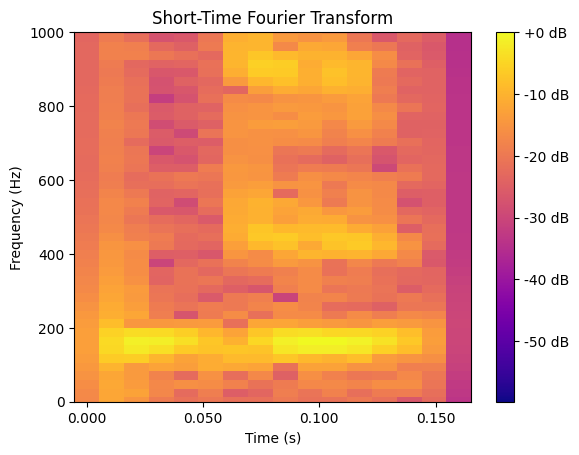 Short-Time Fourier Transform
1000
800
600
400
200
0
Frequency (Hz)
0.000
0.050
0.100
0.150
Time (s)
+0 dB
-10 dB
-20 dB
-30 dB
-40 dB
-50 dB